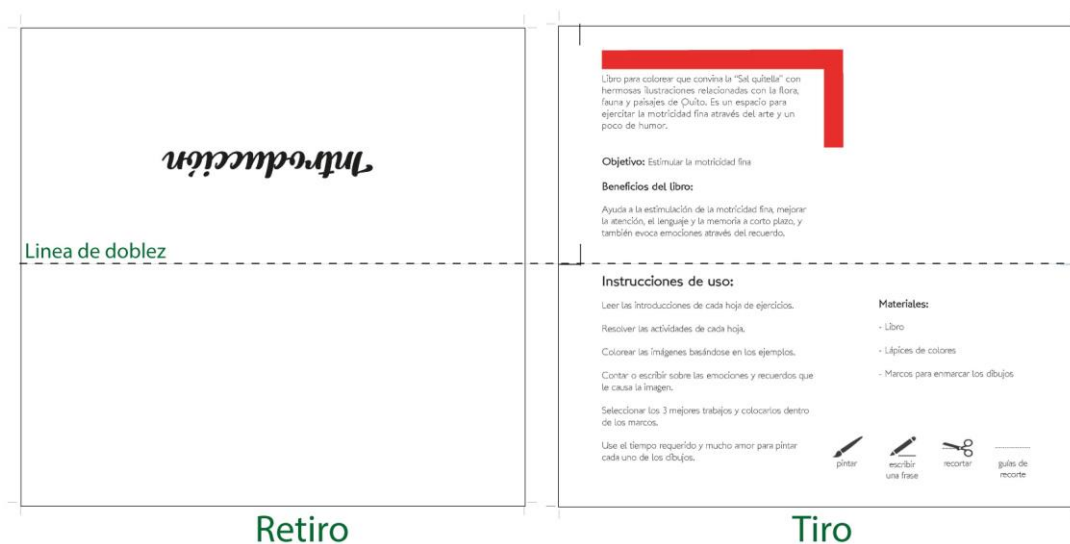 Introducción
Linea de doblez
Retiro
Libro para colorear que convina la “Sal quiteña” con
hermosas ilustraciones relacionadas con la flora,
fauna y paisajes de Quito. Es un espacio para
ejercitar la motricidad fina através del arte y un
poco de humor.
Objetivo: Estimular la motricidad fina
Beneficios del libro:
Ayuda a la estimulación de la motricidad fina, mejorar
la atención, el lenguaje y la memoria a corto plazo, y
también evoca emociones através del recuerdo.
Instrucciones de uso:
Leer las introducciones de cada hoja de ejercicios.
Resolver las actividades de cada hoja.
Colorear las imágenes basándose en los ejemplos.
Contar o escribir sobre las emociones y recuerdos que
le causa la imagen.
Seleccionar los 3 mejores trabajos y colocarlos dentro
de los marcos.
Use el tiempo requerido y mucho amor para pintar
cada uno de los dibujos.
Materiales:
- Libro
- Lápices de colores
- Marcos para enmarcar los dibujos
pintar
escribir
una frase
recortar
guías de
recorte
Tiro